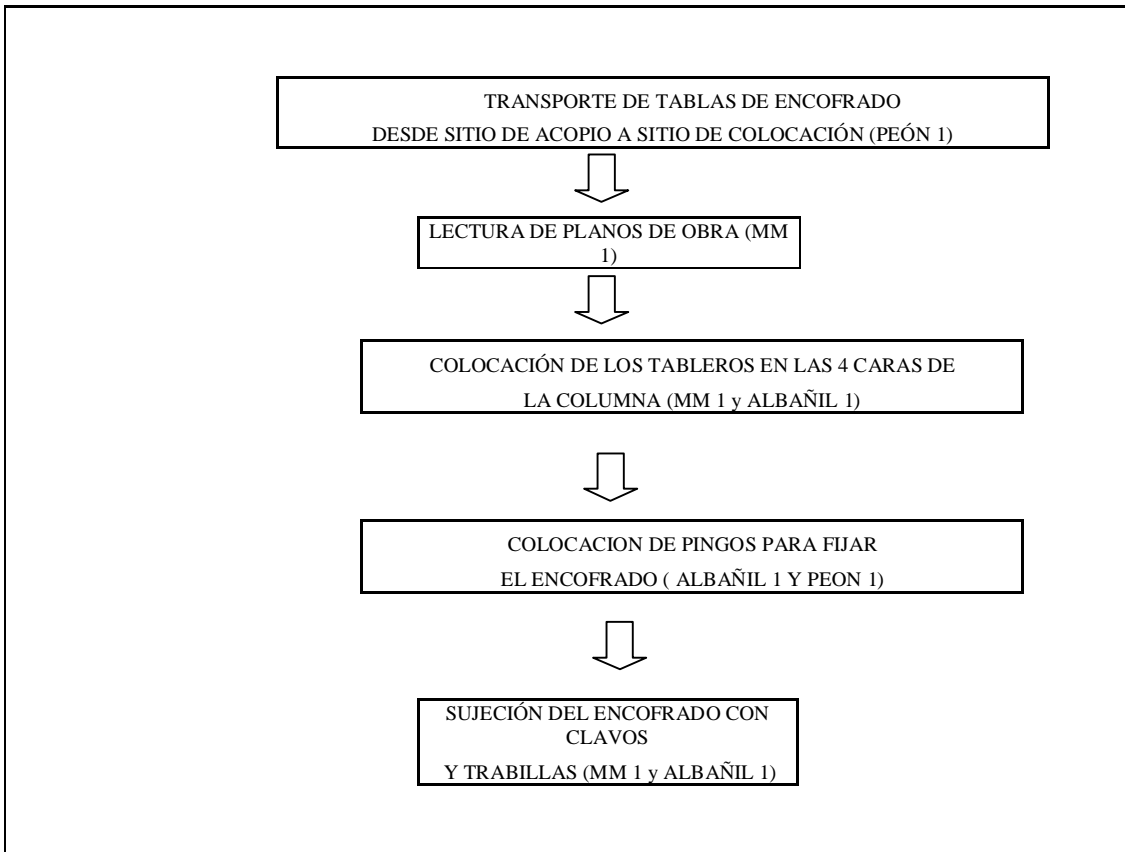 TRANSPORTE DE TABLAS DE ENCOFRADO
DESDE SITIO DE ACOPIO A SITIO DE COLOCACIÓN (PEÓN 1)
LECTURA DE PLANOS DE OBRA (MM
1)
COLOCACIÓN DE LOS TABLEROS EN LAS 4 CARAS DE
LA COLUMNA (MM 1 y ALBAÑIL 1)
COLOCACION DE PINGOS PARA FIJAR
EL ENCOFRADO ( ALBAÑIL 1 Y PEON 1)
SUJECIÓN DEL ENCOFRADO CON
CLAVOS
Y TRABILLAS (MM 1 y ALBAÑIL 1)